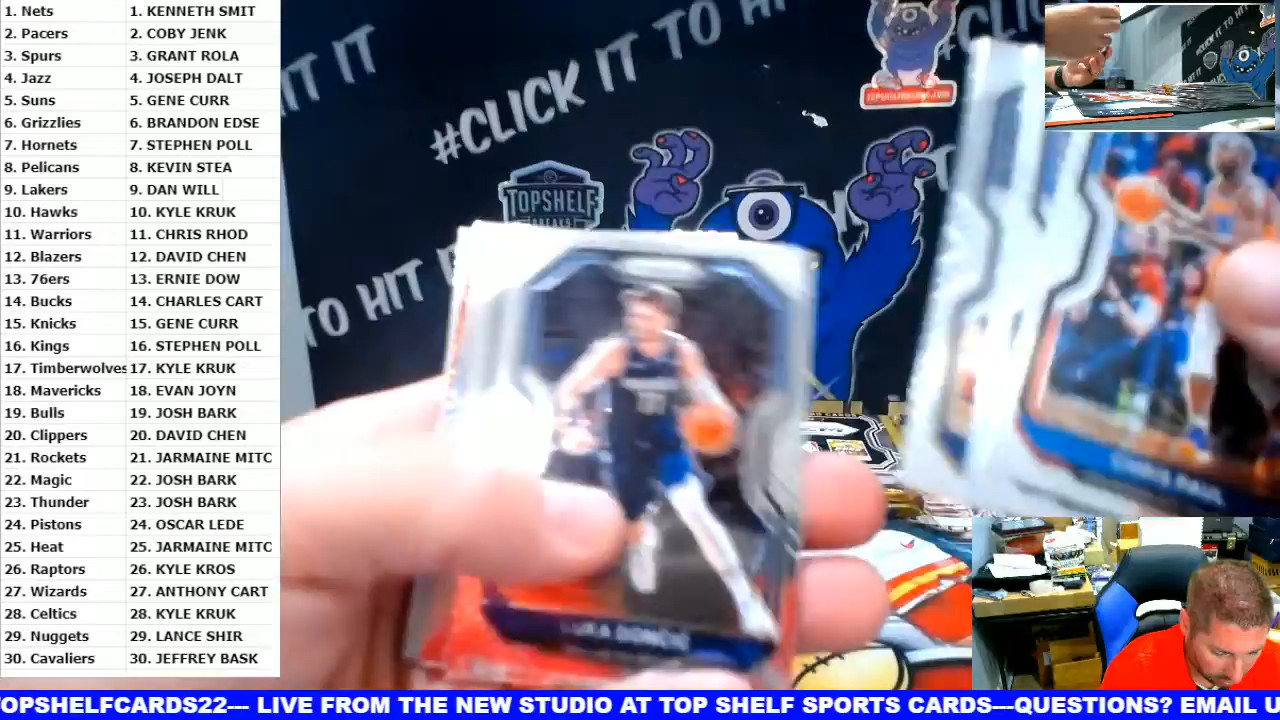 1. Nets 1. KENNETH SMIT
2. Pacers 2. COBY JENK
3. Spurs 3. GRANT ROLA
4. Jazz 4. JOSEPH DALT
5. Suns 5. GENE CURR
6. Grizzlies 6. BRANDON EDSE
7. Hornets 7. STEPHEN POLL
8. Pelicans 8. KEVIN STEA
9. Lakers 9. DAN WILL
10. Hawks 10. KYLE KRUK
11. Warriors 11. CHRIS RHOD
12. Blazers 12. DAVID CHEN
13. 76ers 13. ERNIE DOW
14. Bucks 14. CHARLES CART
15. Knicks 15. GENE CURR
16. Kings 16. STEPHEN POLL
17. Timberwolves 17. KYLE KRUK
18. Mavericks 18. EVAN JOYN
19. Bulls 19. JOSH BARK
20. Clippers 20. DAVID CHEN
21. Rockets 21. JARMAINE MITC
22. Magic 22. JOSH BARK
23. Thunder 23. JOSH BARK
24. Pistons 24. OSCAR LEDE
25. Heat 25. JARMAINE MITC
26. Raptors 26. KYLE KROS
27. Wizards 27. ANTHONY CART
28. Celtics 28. KYLE KRUK
29. Nuggets 29. LANCE SHIR
30. Cavaliers 30. JEFFREY BASK
HIT IT
#CLICK IT TO HIT
#CLICK
TO HIT
TOPSHELF
BREAKS
LUKA DONCIC
CHRIS PAUL
TOPSHELFCARDS22--- LIVE FROM THE NEW STUDIO AT TOP SHELF SPORTS CARDS---QUESTIONS? EMAIL U